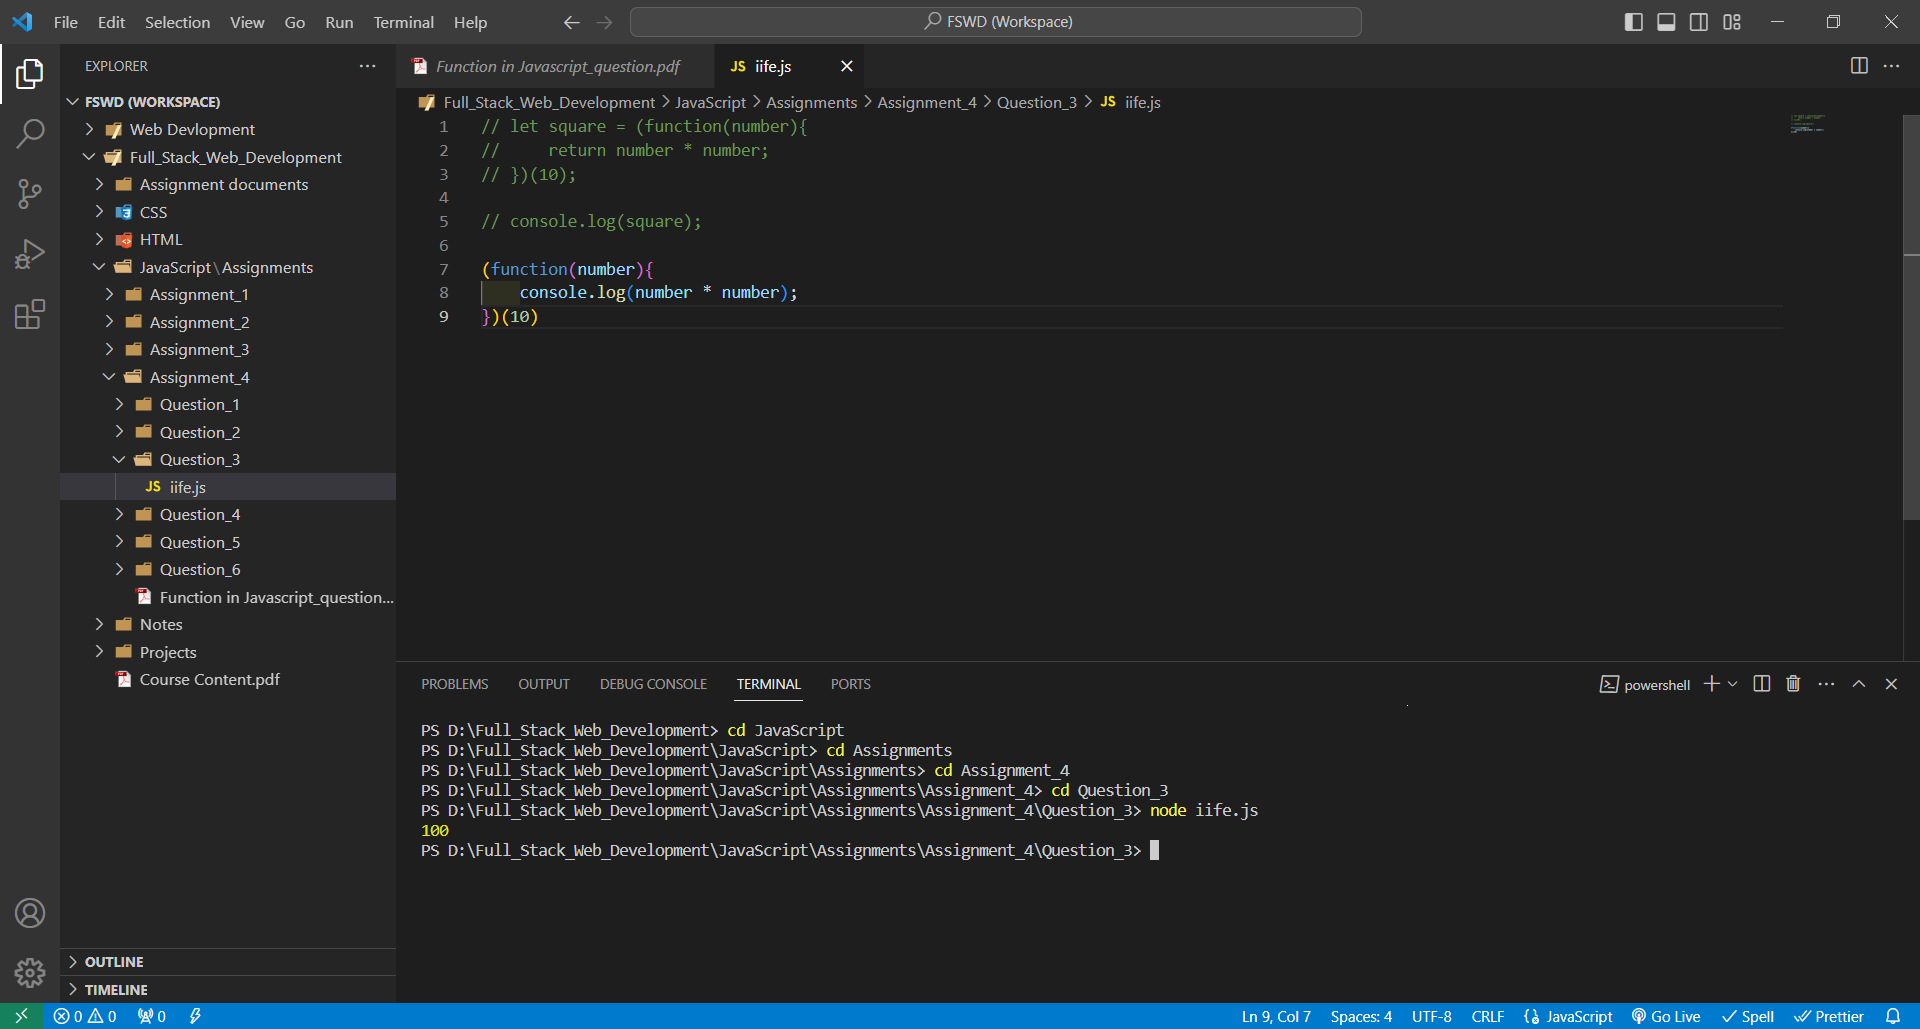 File Edit Selection View Go Run Terminal Help
FSWD (Workspace)
EXPLORER
FSWD (WORKSPACE)
Web Devlopment
Full_Stack_Web_Development
Assignment documents
CSS
HTML
JavaScript\Assignments
Assignment_1
Assignment_2
Assignment_3
Assignment_4
Question_1
Question_2
Question_3
JS iife.js
Question_4
Question_5
Question_6
Function in Javascript_question...
Notes
Projects
Course Content.pdf
OUTLINE
TIMELINE
Function in Javascript_question.pdf
JS iife.js
Full_Stack_Web_Development > JavaScript > Assignments > Assignment_4 > Question_3 > JS iife.js
1 // let square = (function(number){
2 //     return number * number;
3 // })(10);
4
5 // console.log(square);
6
7 (function(number){
8     console.log(number * number);
9 })(10)
PROBLEMS OUTPUT DEBUG CONSOLE TERMINAL PORTS
powershell
PS D:\Full_Stack_Web_Development> cd JavaScript
PS D:\Full_Stack_Web_Development\JavaScript> cd Assignments
PS D:\Full_Stack_Web_Development\JavaScript\Assignments> cd Assignment_4
PS D:\Full_Stack_Web_Development\JavaScript\Assignments\Assignment_4> cd Question_3
PS D:\Full_Stack_Web_Development\JavaScript\Assignments\Assignment_4\Question_3> node iife.js
100
PS D:\Full_Stack_Web_Development\JavaScript\Assignments\Assignment_4\Question_3>
0 0 0 Ln 9, Col 7 Spaces: 4 UTF-8 CRLF JavaScript Go Live Spell Prettier